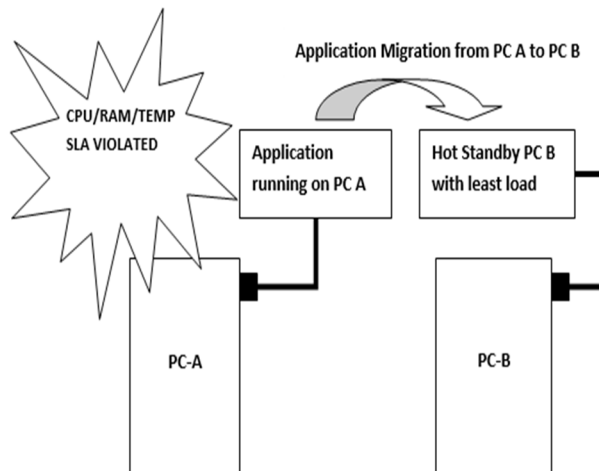 Application Migration from PC A to PC B
CPU/RAM/TEMP
SLA VIOLATED
Application
running on PC A
Hot Standby PC B
with least load
PC-A
PC-B